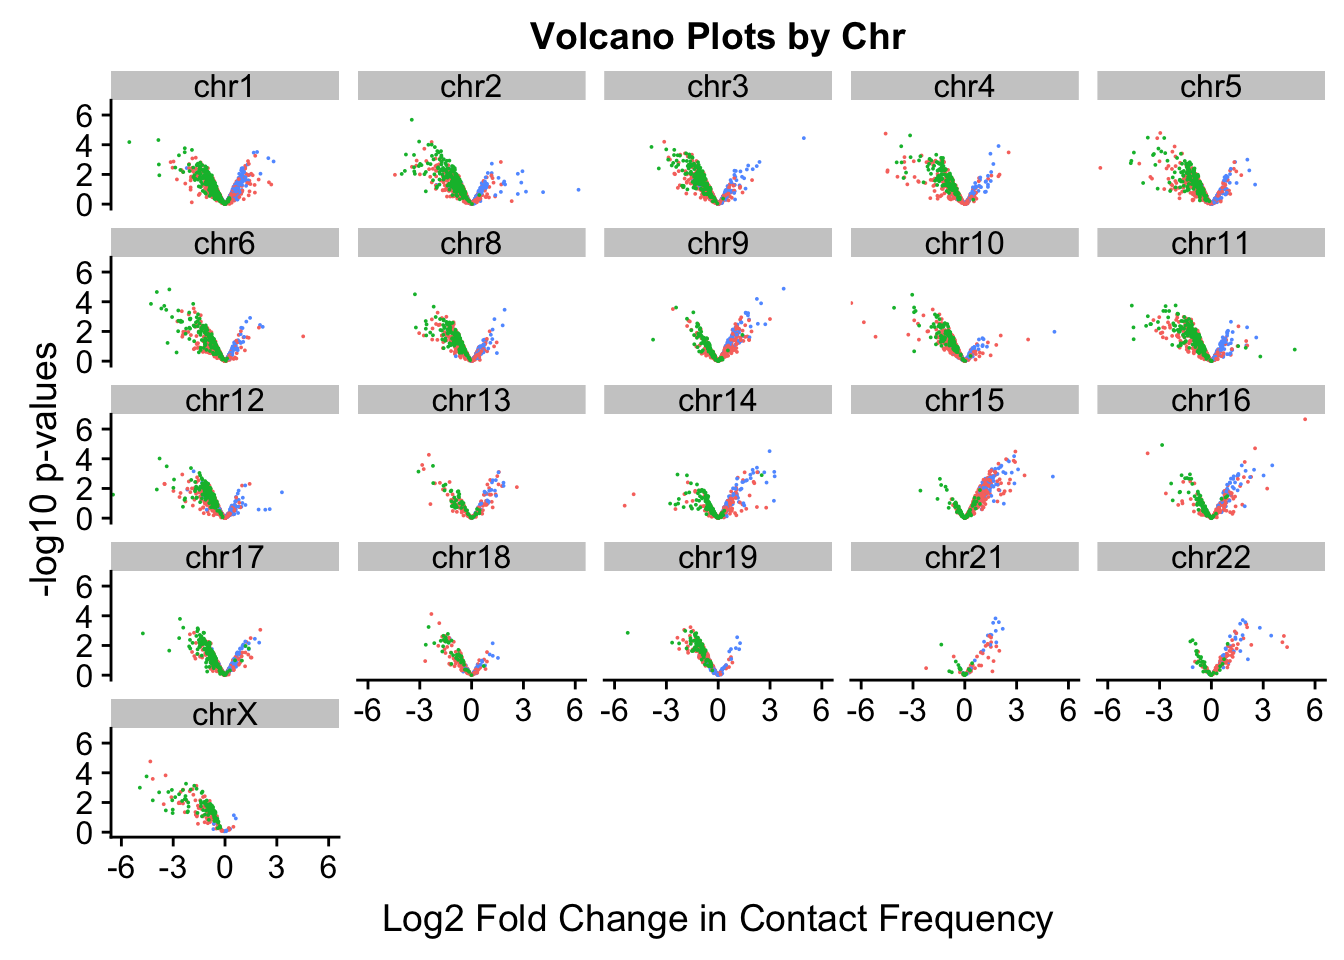 Volcano Plots by Chr
chr1 chr2 chr3 chr4 chr5
6
4
2
0
chr6 chr8 chr9 chr10 chr11
6
4
2
0
chr12 chr13 chr14 chr15 chr16
6
4
2
0
chr17 chr18 chr19 chr21 chr22
6
4
2
0
-6 -3 0 3 6 -6 -3 0 3 6 -6 -3 0 3 6 -6 -3 0 3 6
chrX
6
4
2
0
-6 -3 0 3 6
-log10 p-values
Log2 Fold Change in Contact Frequency